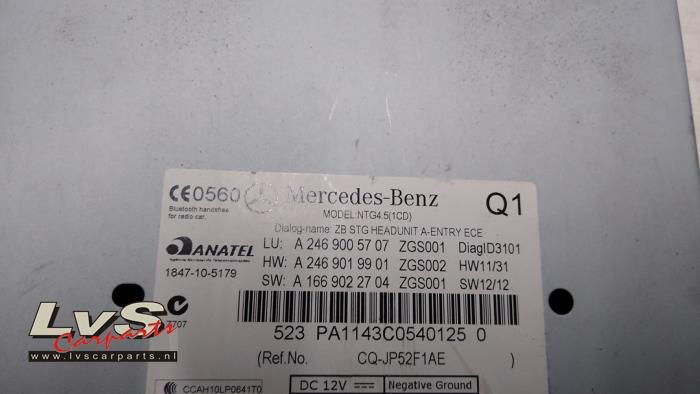 CE0560
Mercedes-Benz
Q1
Bluetooth handsfree
for radio car.
MODEL:NTG4.5(1CD)
Dialog-name: ZB STG HEADUNIT A-ENTRY ECE
ANATEL
1847-10-5179
LU: A 246 900 57 07 ZGS001 DiagID3101
HW: A 246 901 99 01 ZGS002 HW11/31
SW: A 166 902 27 04 ZGS001 SW12/12
7707
523 PA1143C0540125 0
(Ref.No. CQ-JP52F1AE )
CCAH10LP0641T0
DC 12V
Negative Ground
LvS
Carparts
www.lvscarparts.nl